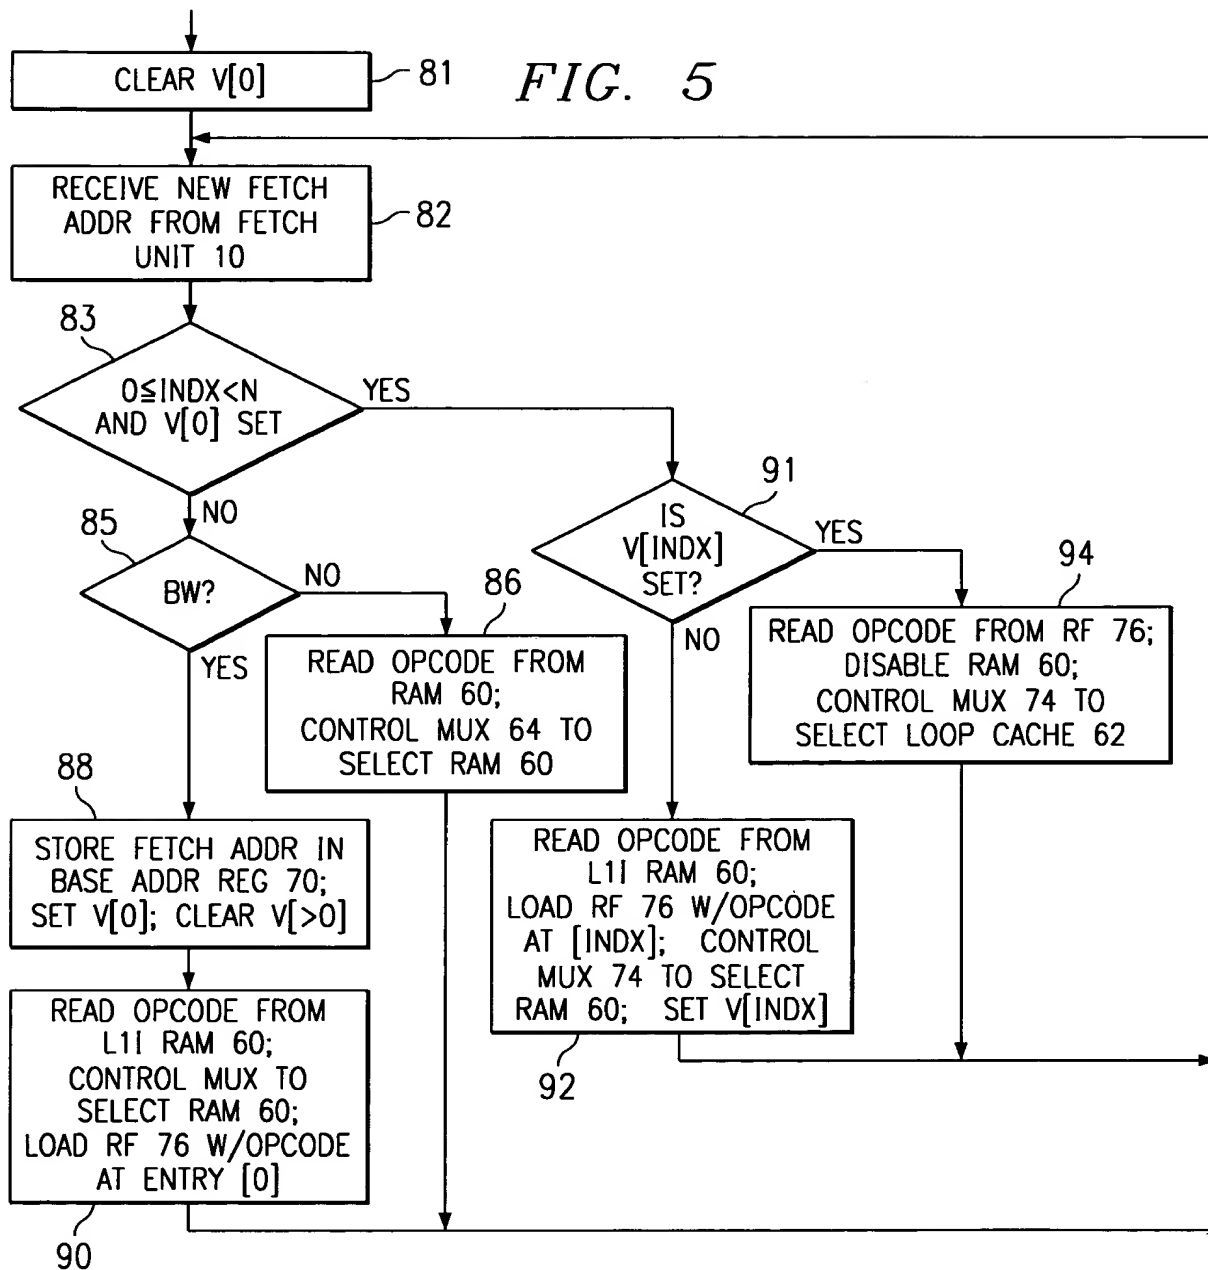 CLEAR V[0]
81
FIG. 5
RECEIVE NEW FETCH
ADDR FROM FETCH
UNIT 10
82
83
0≦INDX<N
AND V[0] SET
YES
NO
91
IS
V[INDX]
SET?
YES
NO
85
BW?
NO
YES
86
READ OPCODE FROM
RAM 60;
CONTROL MUX 64 TO
SELECT RAM 60
94
READ OPCODE FROM RF 76;
DISABLE RAM 60;
CONTROL MUX 74 TO
SELECT LOOP CACHE 62
88
STORE FETCH ADDR IN
BASE ADDR REG 70;
SET V[0]; CLEAR V[>0]
READ OPCODE FROM
L1I RAM 60;
LOAD RF 76 W/OPCODE
AT [INDX]; CONTROL
MUX 74 TO SELECT
RAM 60; SET V[INDX]
92
READ OPCODE FROM
L1I RAM 60;
CONTROL MUX TO
SELECT RAM 60;
LOAD RF 76 W/OPCODE
AT ENTRY [0]
90